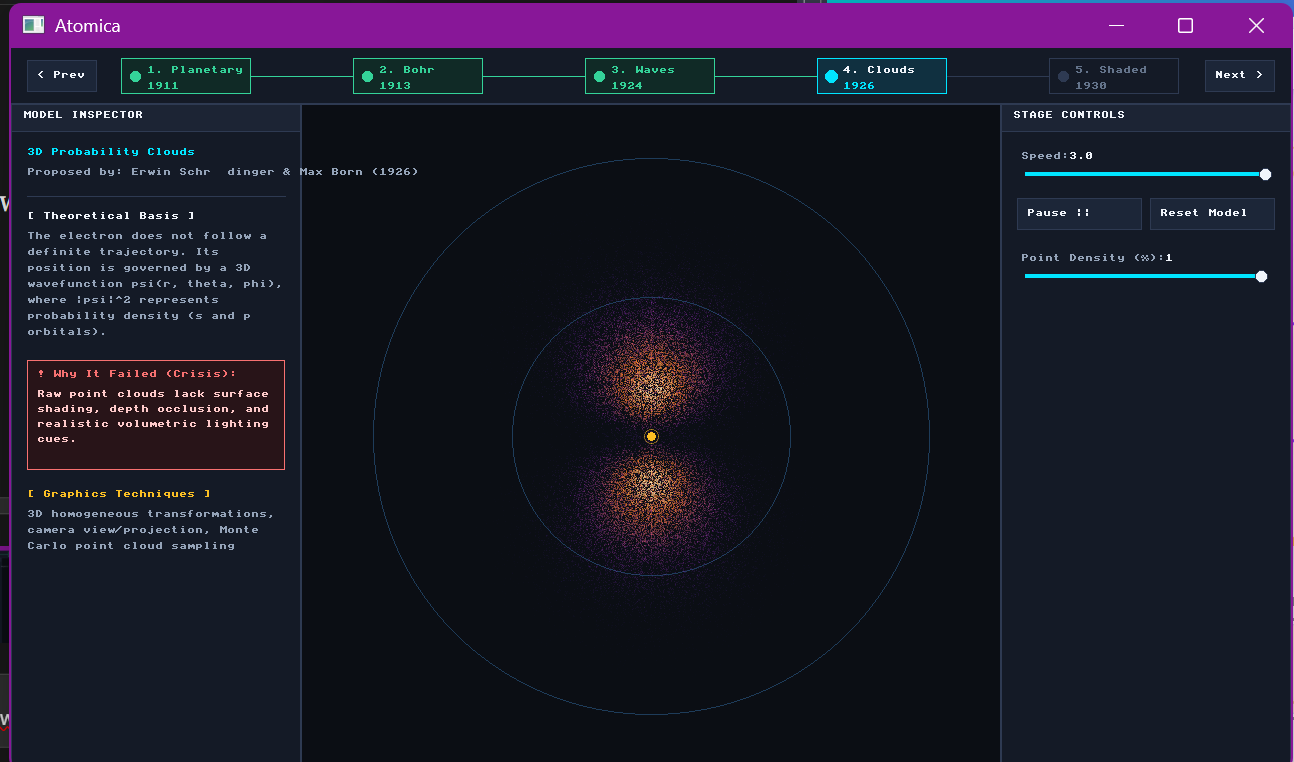 Atomica
< Prev
1. Planetary
1911
2. Bohr
1913
3. Waves
1924
4. Clouds
1926
5. Shaded
1930
Next >
MODEL INSPECTOR
3D Probability Clouds
Proposed by: Erwin Schr  dinger & Max Born (1926)
[ Theoretical Basis ]
The electron does not follow a
definite trajectory. Its
position is governed by a 3D
wavefunction psi(r, theta, phi),
where |psi|^2 represents
probability density (s and p
orbitals).
! Why It Failed (Crisis):
Raw point clouds lack surface
shading, depth occlusion, and
realistic volumetric lighting
cues.
[ Graphics Techniques ]
3D homogeneous transformations,
camera view/projection, Monte
Carlo point cloud sampling
STAGE CONTROLS
Speed:3.0
Pause ||
Reset Model
Point Density (%):1